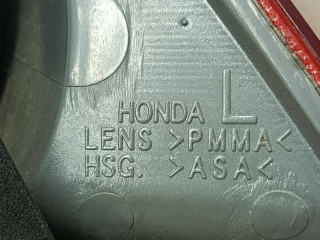 HONDA L
LENS >PMMA<
HSG. >ASA<